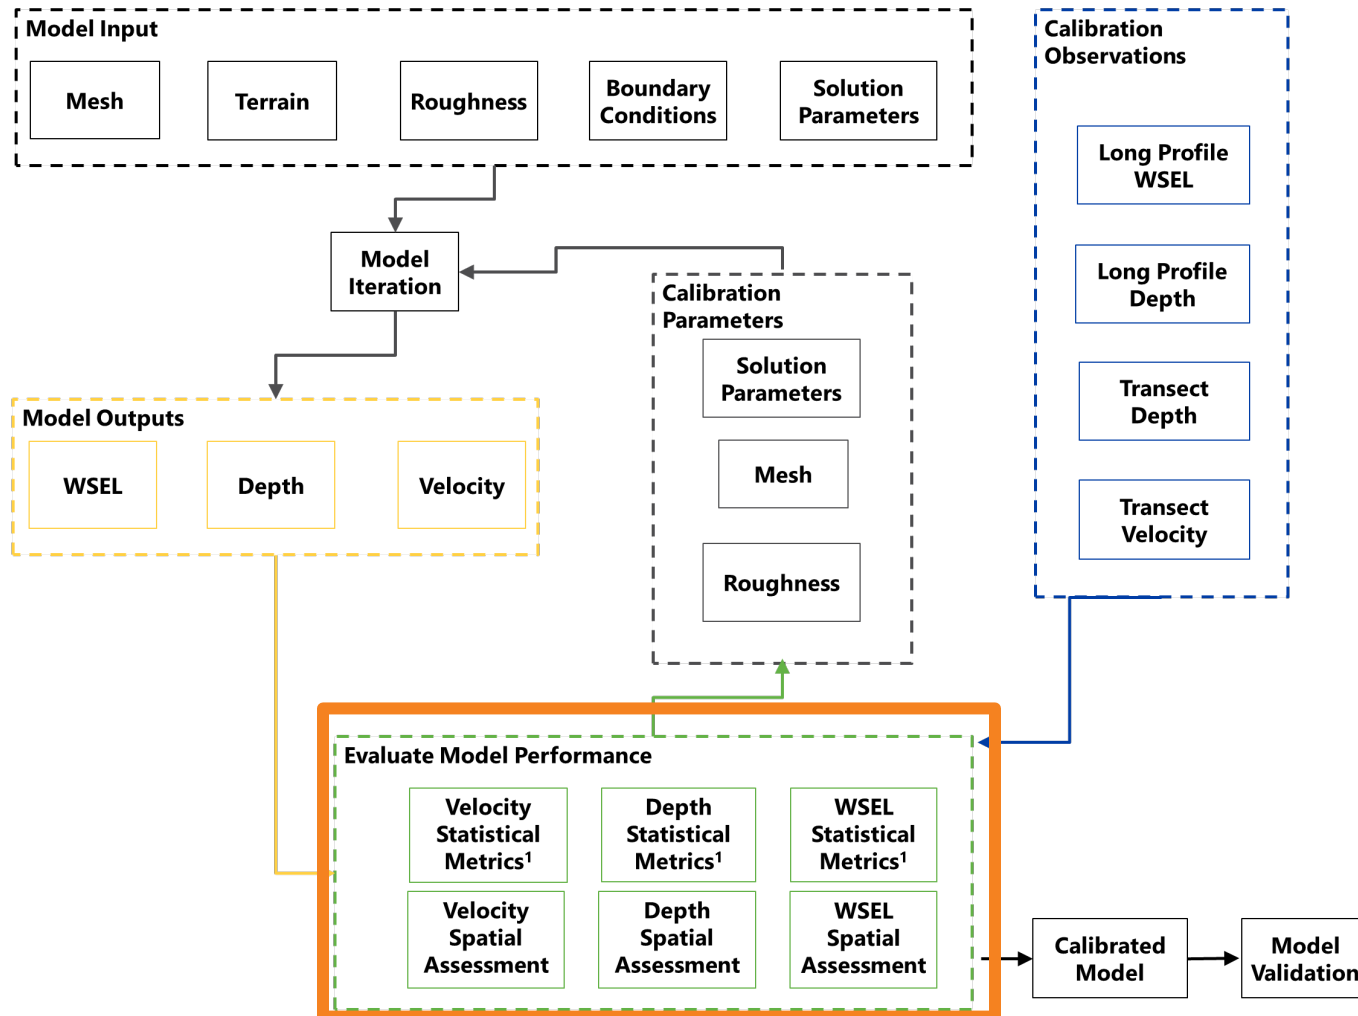 Model Input
Mesh
Terrain
Roughness
Boundary
Conditions
Solution
Parameters
Calibration
Observations
Long Profile
WSEL
Long Profile
Depth
Transect
Depth
Transect
Velocity
Model
Iteration
Calibration
Parameters
Solution
Parameters
Mesh
Roughness
Model Outputs
WSEL
Depth
Velocity
Evaluate Model Performance
Velocity
Statistical
Metrics¹
Depth
Statistical
Metrics¹
WSEL
Statistical
Metrics¹
Velocity
Spatial
Assessment
Depth
Spatial
Assessment
WSEL
Spatial
Assessment
Calibrated
Model
Model
Validation